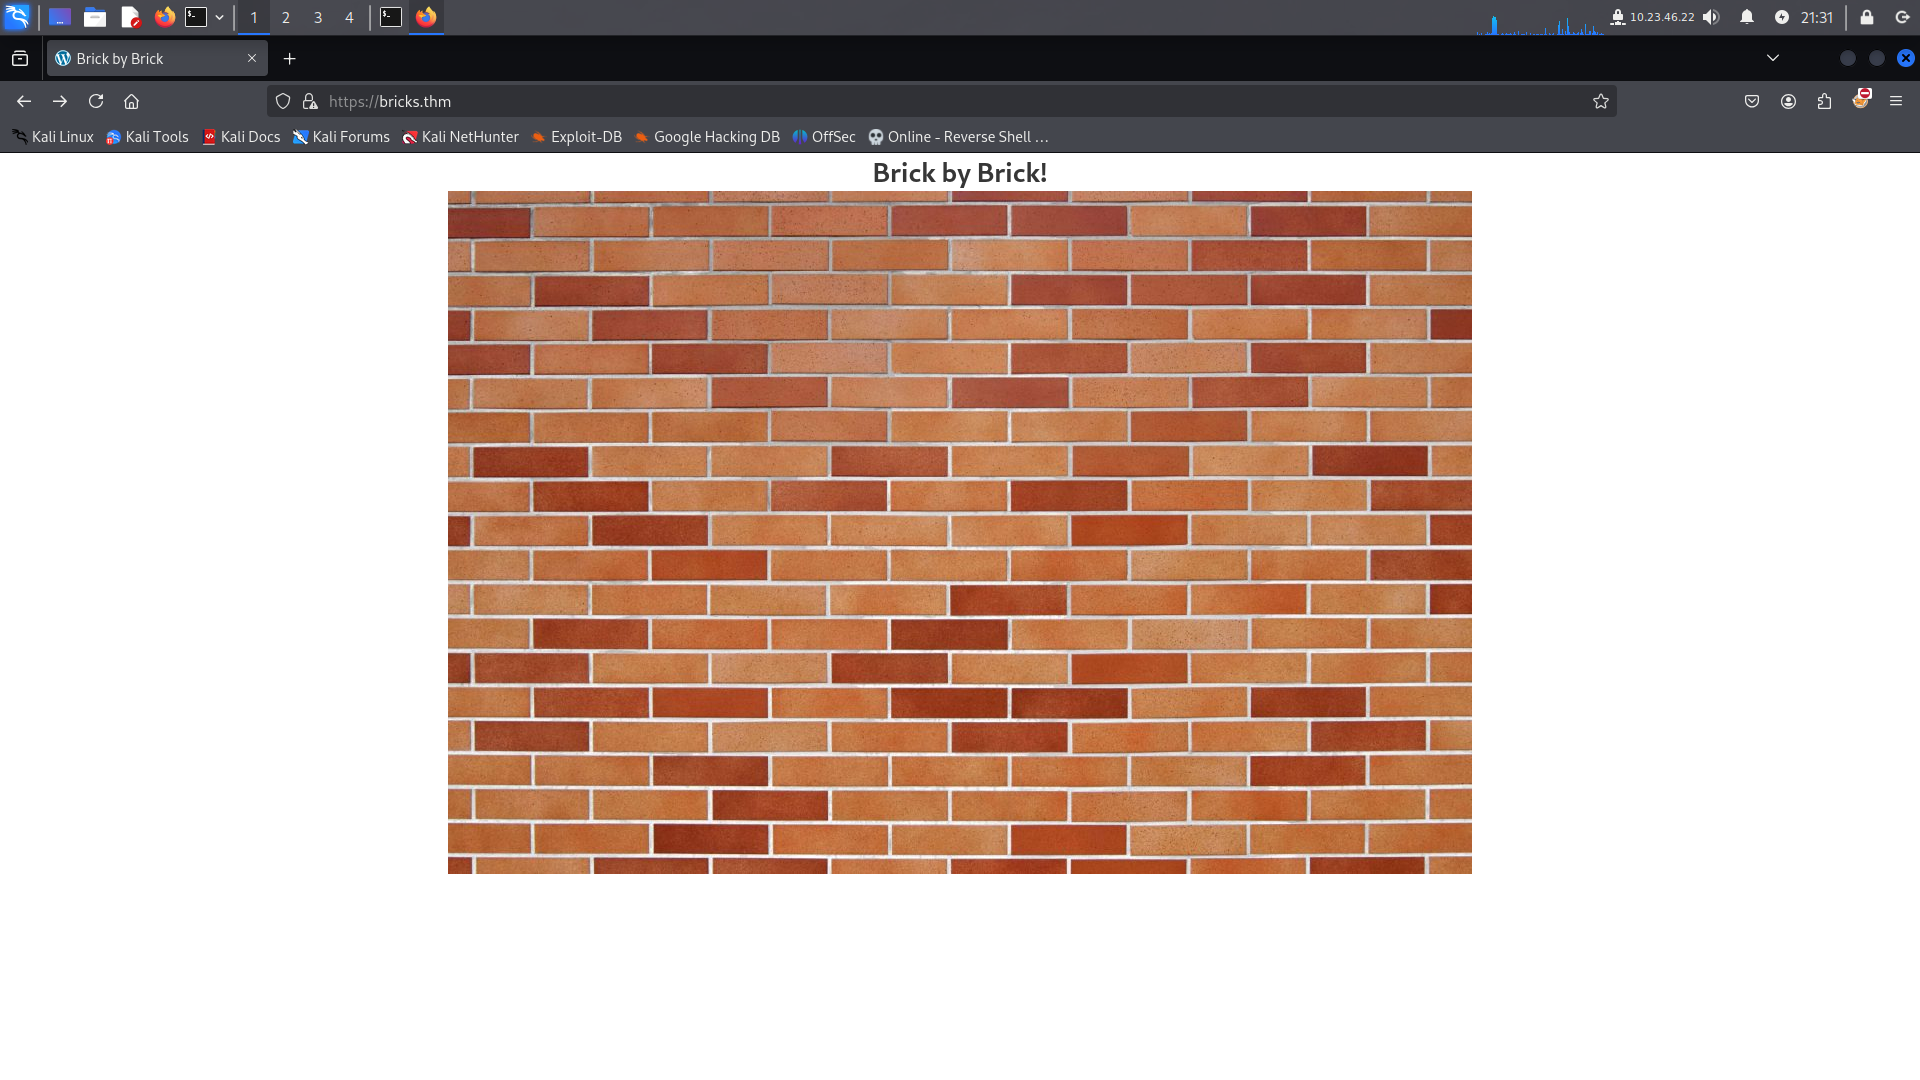 1 2 3 4 10.23.46.22 21:31
Brick by Brick
https://bricks.thm
Kali Linux Kali Tools Kali Docs Kali Forums Kali NetHunter Exploit-DB Google Hacking DB OffSec Online - Reverse Shell …
Brick by Brick!